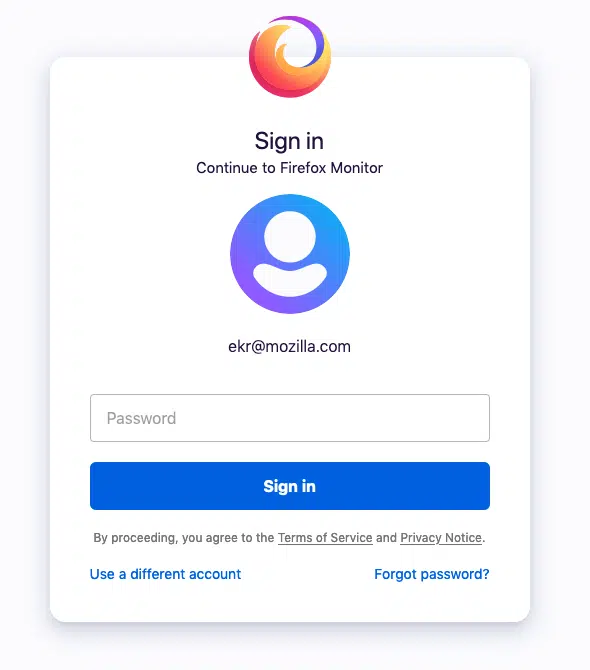 Sign in
Continue to Firefox Monitor
ekr@mozilla.com
Password
Sign in
By proceeding, you agree to the Terms of Service and Privacy Notice.
Use a different account
Forgot password?